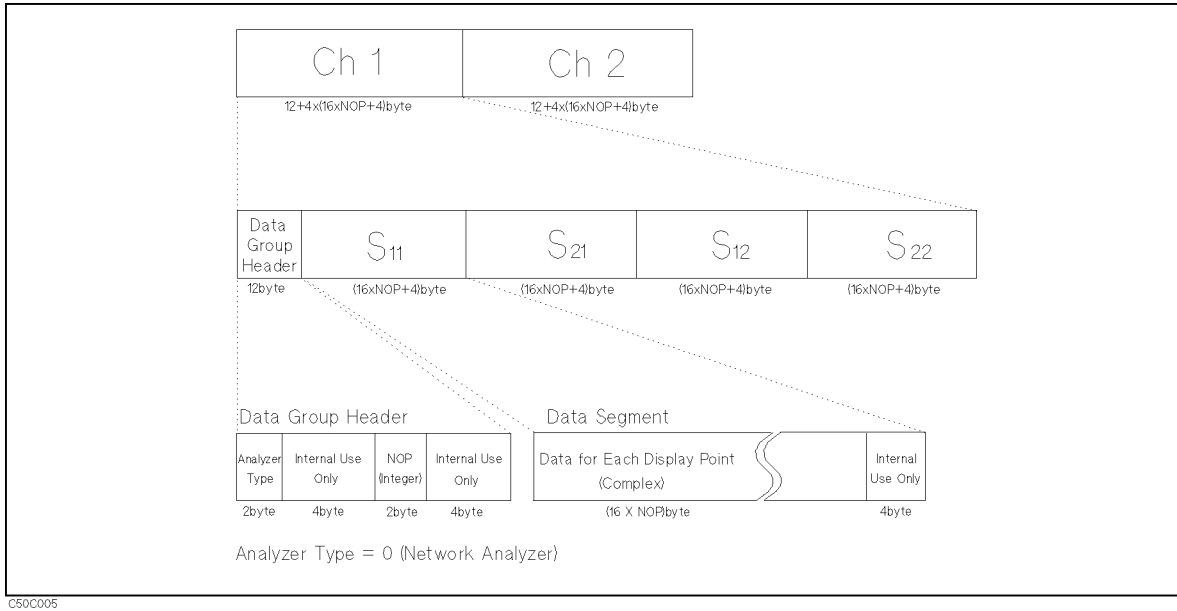 Ch 1
Ch 2
12+4x(16xNOP+4)byte
12+4x(16xNOP+4)byte
Data
Group
Header
S11
S21
S12
S22
12byte
(16xNOP+4)byte
(16xNOP+4)byte
(16xNOP+4)byte
(16xNOP+4)byte
Data Group Header
Data Segment
Analyzer
Type
Internal Use
Only
NOP
(Integer)
Internal Use
Only
Data for Each Display Point
(Complex)
Internal
Use Only
2byte
4byte
2byte
4byte
(16 X NOP)byte
4byte
Analyzer Type = 0 (Network Analyzer)
C50C005